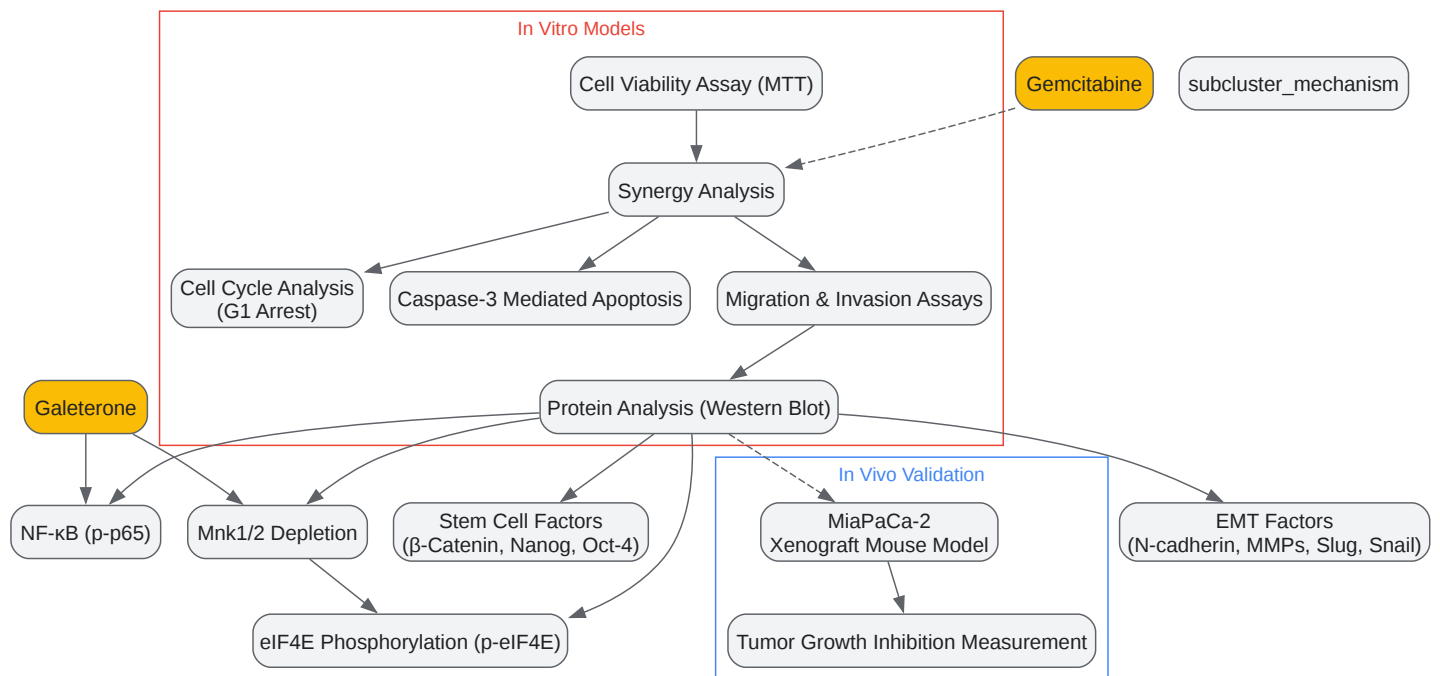 In Vitro Models
Cell Viability Assay (MTT)
Gemcitabine
subcluster_mechanism
Synergy Analysis
Cell Cycle Analysis
(G1 Arrest)
Caspase-3 Mediated Apoptosis
Migration & Invasion Assays
Galeterone
Protein Analysis (Western Blot)
In Vivo Validation
NF-κB (p-p65)
Mnk1/2 Depletion
Stem Cell Factors
(β-Catenin, Nanog, Oct-4)
MiaPaCa-2
Xenograft Mouse Model
EMT Factors
(N-cadherin, MMPs, Slug, Snail)
eIF4E Phosphorylation (p-eIF4E)
Tumor Growth Inhibition Measurement